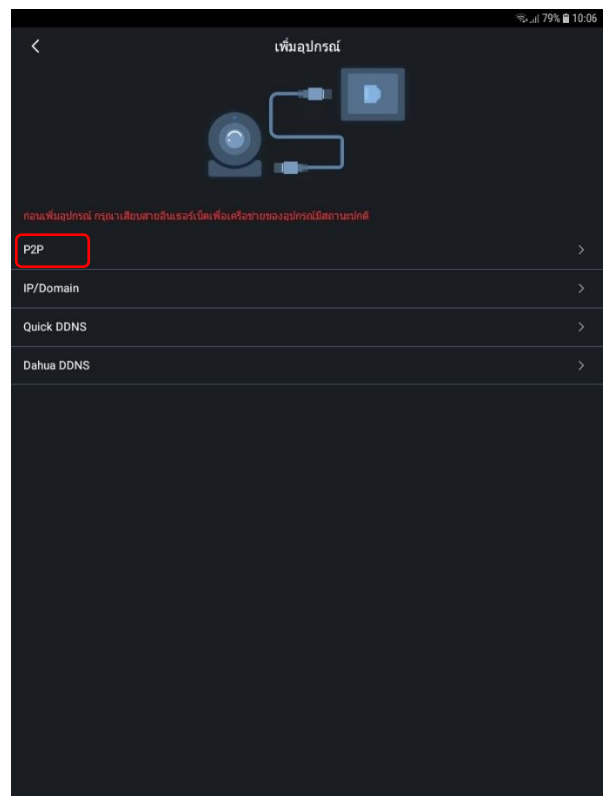 79% 10:06
เพิ่มอุปกรณ์
ก่อนเพิ่มอุปกรณ์ กรุณาเสียบสายอินเธอร์เน็ตเพื่อเครือข่ายของอุปกรณ์มีสถานะปกติ
P2P
IP/Domain
Quick DDNS
Dahua DDNS